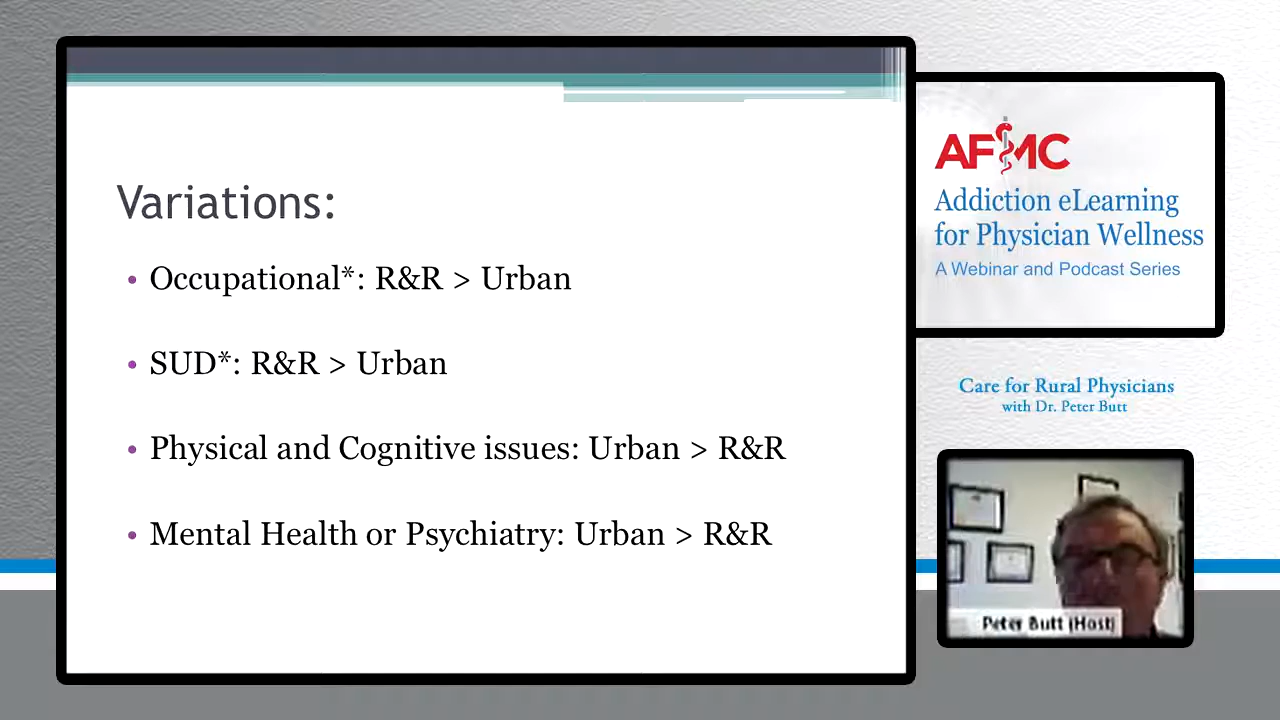 Variations:
• Occupational*: R&R > Urban
• SUD*: R&R > Urban
• Physical and Cognitive issues: Urban > R&R
• Mental Health or Psychiatry: Urban > R&R
AFMC
Addiction eLearning
for Physician Wellness
A Webinar and Podcast Series
Care for Rural Physicians
with Dr. Peter Butt
Peter Butt (Host)